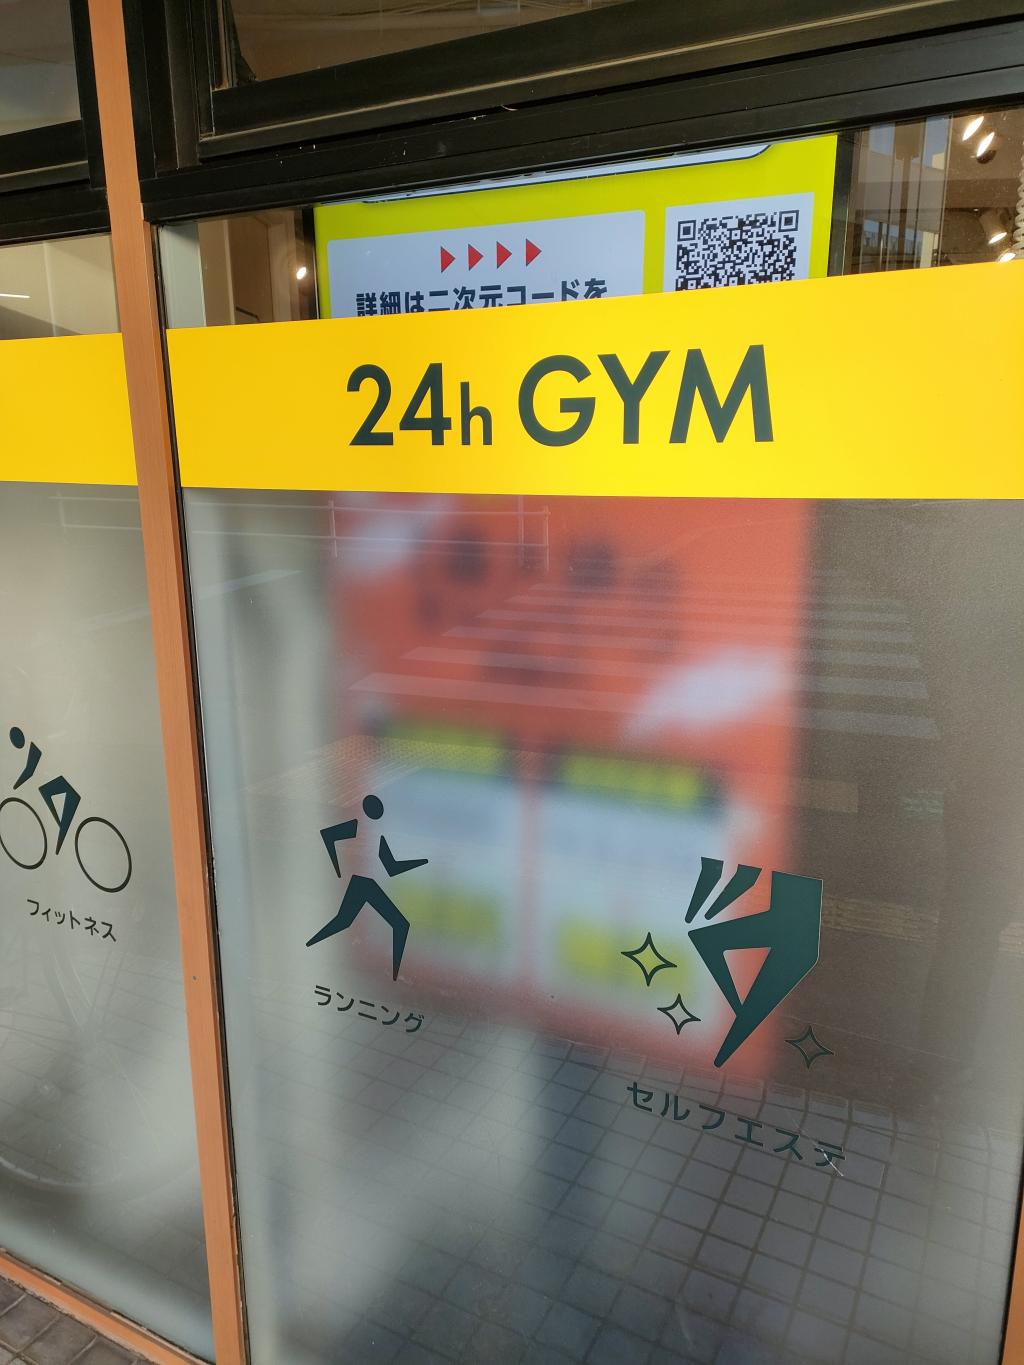 詳細は二次元コードを
24h GYM
フィットネス
ランニング
セルフエステ